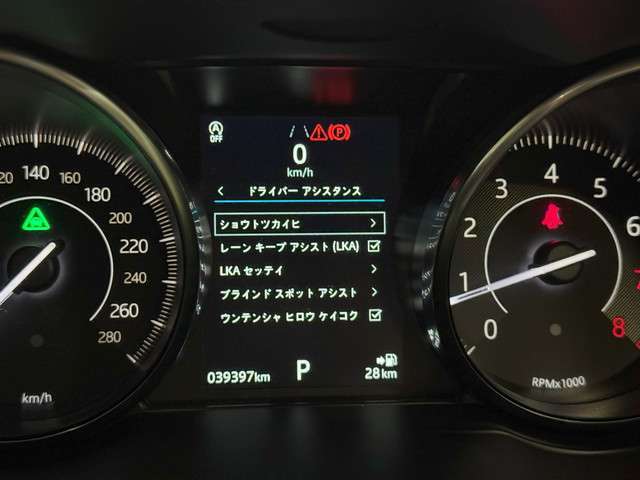 OFF
P
0
km/h
ドライバー アシスタンス
ショウトツカイヒ
レーン キープ アシスト (LKA)
LKA セッテイ
ブラインド スポット アシスト
ウンテンシャ ヒロウ ケイコク
039397km
P
28 km
140
160
180
200
220
240
260
280
km/h
0
1
2
3
4
5
6
7
8
RPMx1000